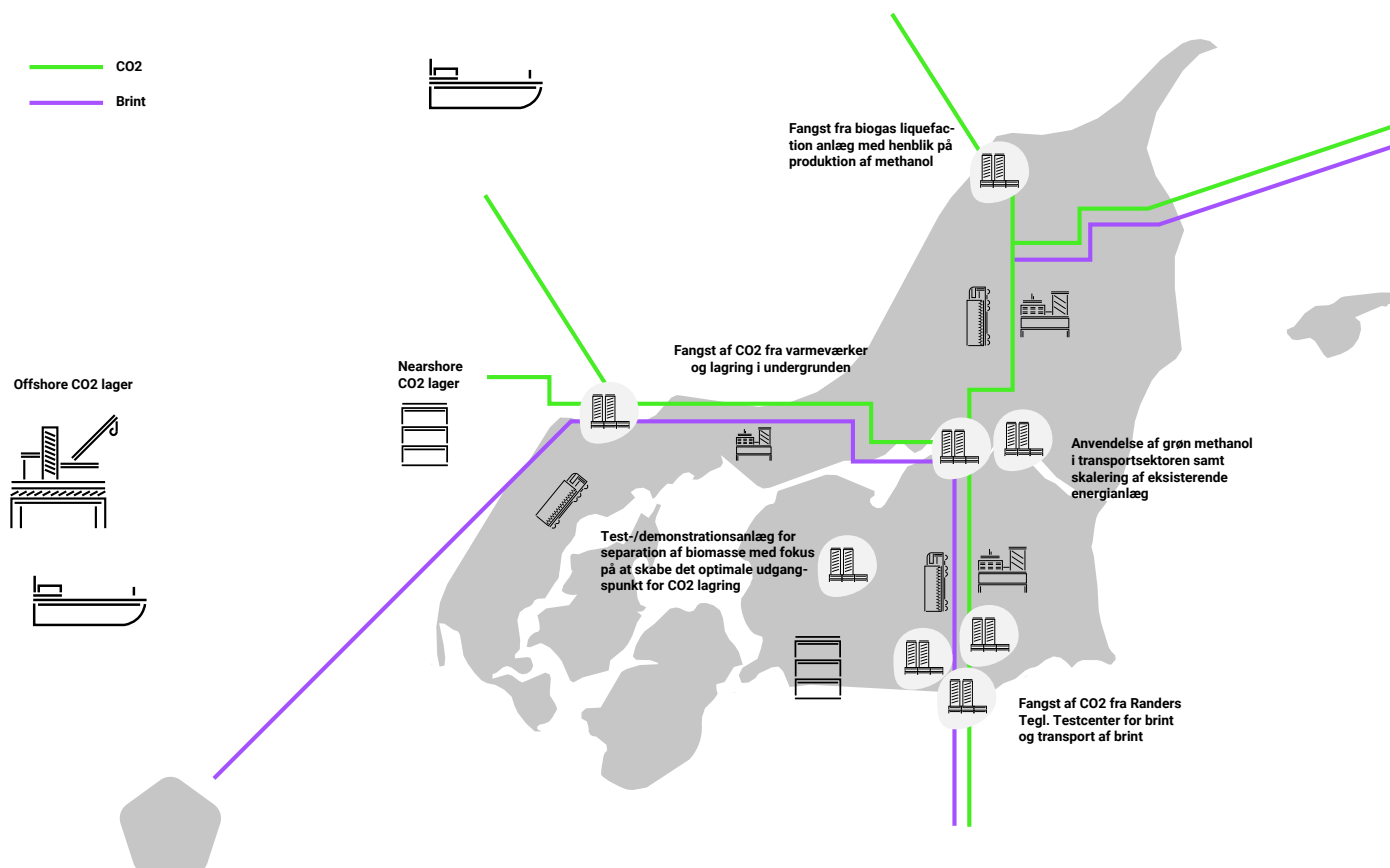 CO2
Brint
Fangst fra biogas liquefac-
tion anlæg med henblik på
produktion af methanol
Fangst af CO2 fra varmeværker
og lagring i undergrunden
Nearshore
CO2 lager
Offshore CO2 lager
Anvendelse af grøn methanol
i transportsektoren samt
skalering af eksisterende
energianlæg
Test-/demonstrationsanlæg for
separation af biomasse med fokus
på at skabe det optimale udgang-
spunkt for CO2 lagring
Fangst af CO2 fra Randers
Tegl. Testcenter for brint
og transport af brint